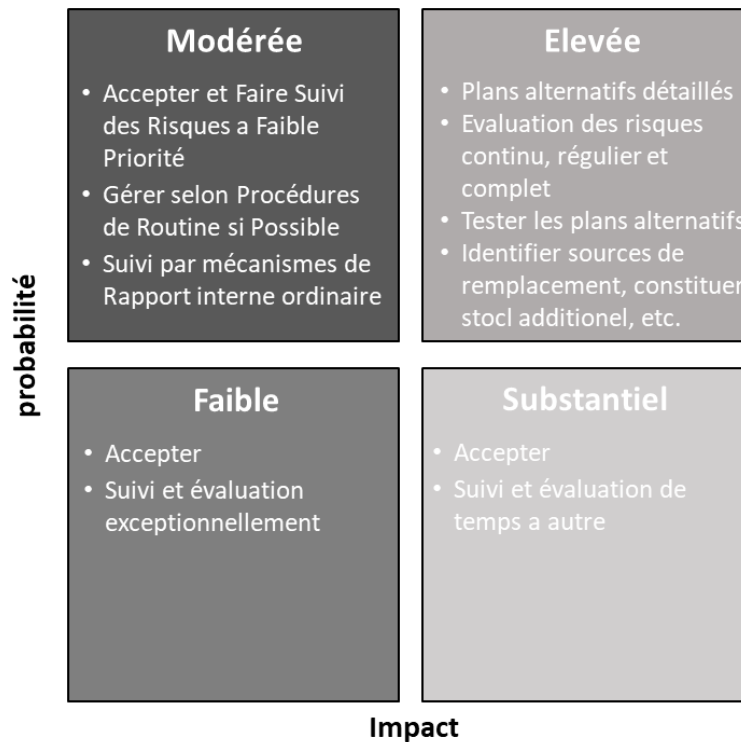 Modérée
• Accepter et Faire Suivi
des Risques a Faible
Priorité
• Gérer selon Procédures
de Routine si Possible
• Suivi par mécanismes de
Rapport interne ordinaire
Elevée
• Plans alternatifs détaillés
• Evaluation des risques
continu, régulier et
complet
• Tester les plans alternatifs
• Identifier sources de
remplacement, constituer
stocl additionel, etc.
probabilité
Faible
• Accepter
• Suivi et évaluation
exceptionnellement
Substantiel
• Accepter
• Suivi et évaluation de
temps a autre
Impact